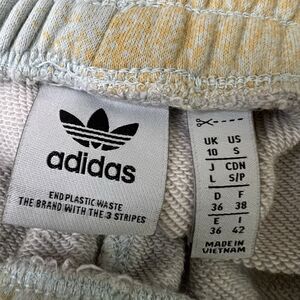 adidas
END PLASTIC WASTE
THE BRAND WITH THE 3 STRIPES
UK US
10 S
J CDN
L S/P
D F
36 38
E I
36 42
MADE IN
VIETNAM